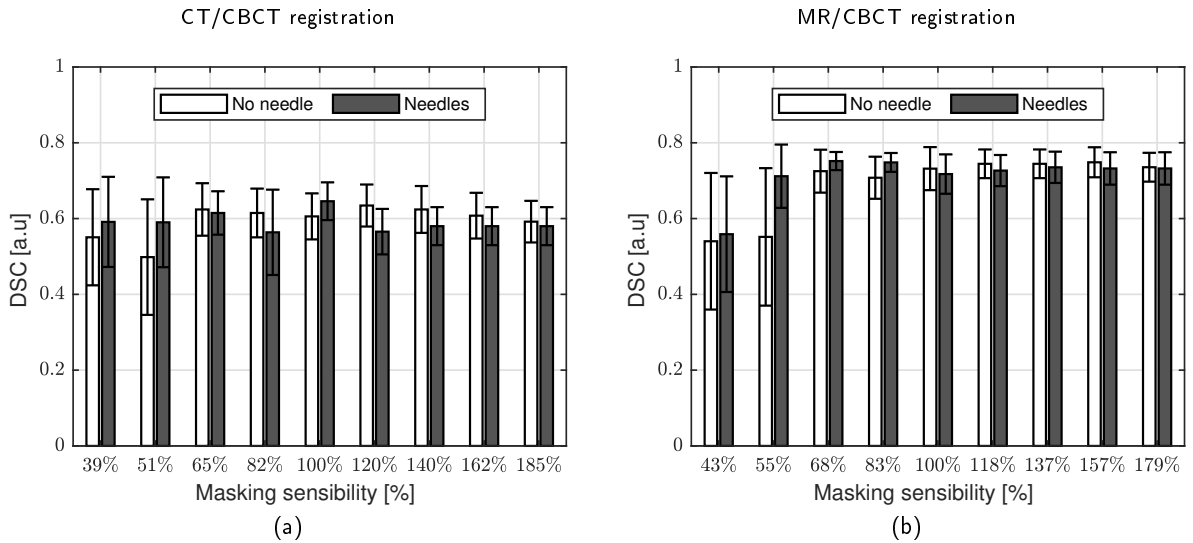 CT/CBCT registration
1
No needle
Needles
0.8
0.6
0.4
0.2
0
DSC [a.u]
39% 51% 65% 82% 100% 120% 140% 162% 185%
Masking sensibility [%]
(a)
MR/CBCT registration
1
No needle
Needles
0.8
0.6
0.4
0.2
0
DSC [a.u]
43% 55% 68% 83% 100% 118% 137% 157% 179%
Masking sensibility [%]
(b)